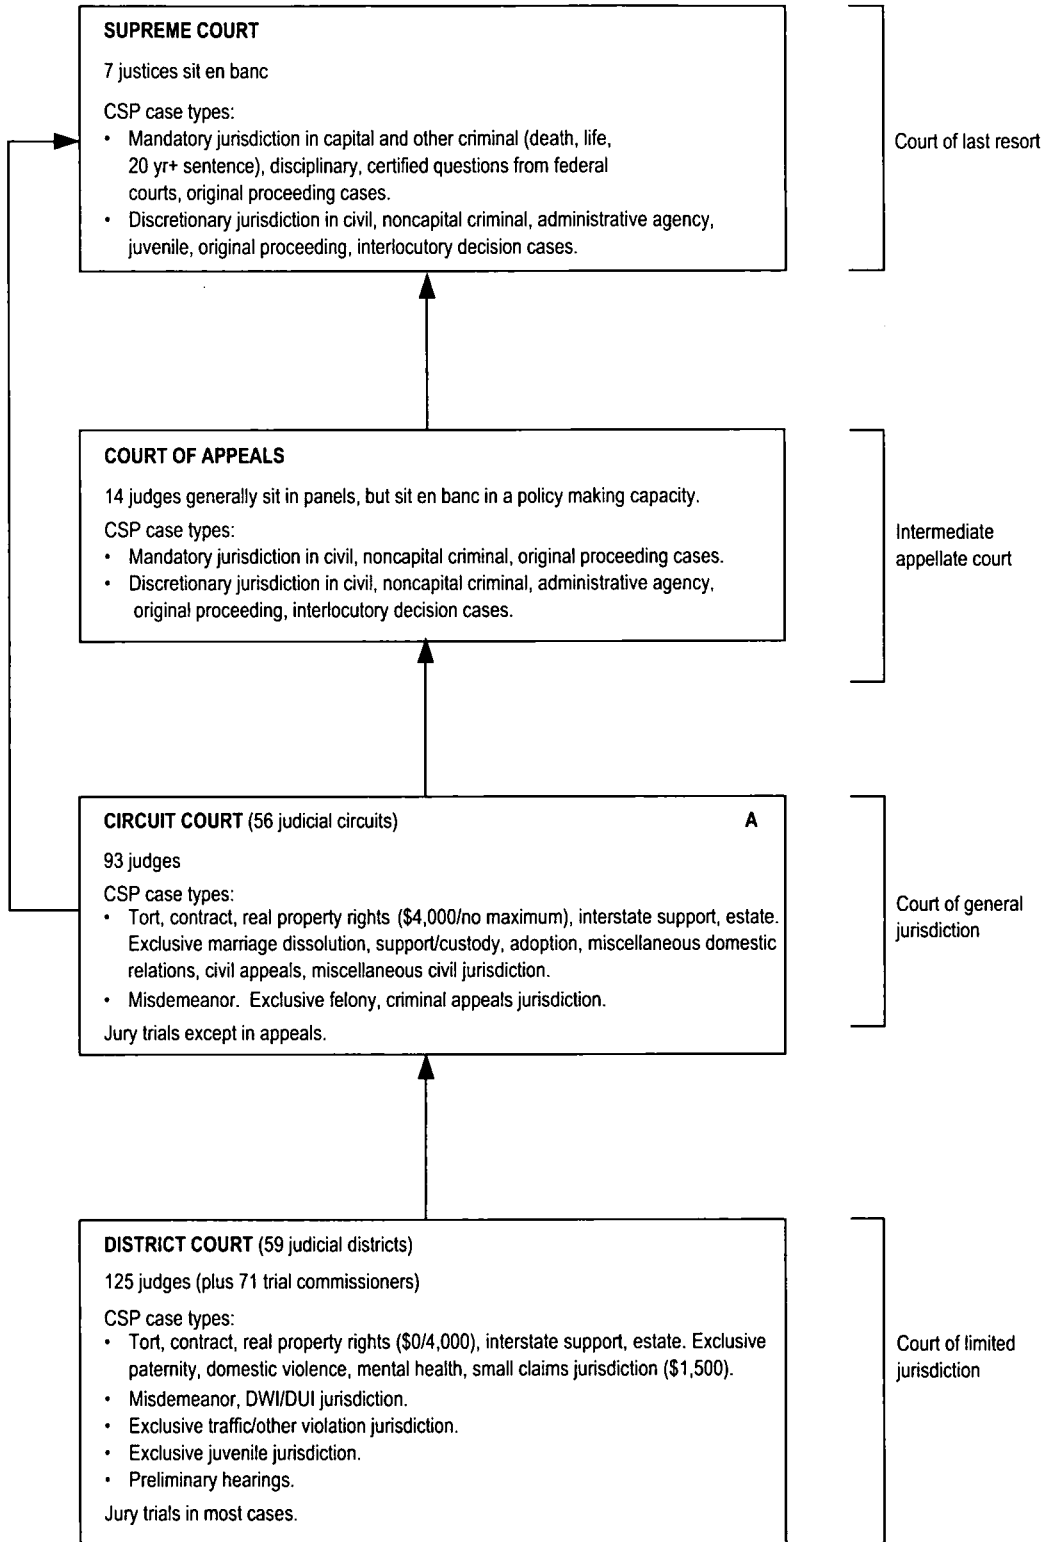 SUPREME COURT
7 justices sit en banc
CSP case types:
• Mandatory jurisdiction in capital and other criminal (death, life,
20 yr+ sentence), disciplinary, certified questions from federal
courts, original proceeding cases.
• Discretionary jurisdiction in civil, noncapital criminal, administrative agency,
juvenile, original proceeding, interlocutory decision cases.
Court of last resort
COURT OF APPEALS
14 judges generally sit in panels, but sit en banc in a policy making capacity.
CSP case types:
• Mandatory jurisdiction in civil, noncapital criminal, original proceeding cases.
• Discretionary jurisdiction in civil, noncapital criminal, administrative agency,
original proceeding, interlocutory decision cases.
Intermediate
appellate court
CIRCUIT COURT (56 judicial circuits) A
93 judges
CSP case types:
• Tort, contract, real property rights ($4,000/no maximum), interstate support, estate.
Exclusive marriage dissolution, support/custody, adoption, miscellaneous domestic
relations, civil appeals, miscellaneous civil jurisdiction.
• Misdemeanor. Exclusive felony, criminal appeals jurisdiction.
Jury trials except in appeals.
Court of general
jurisdiction
DISTRICT COURT (59 judicial districts)
125 judges (plus 71 trial commissioners)
CSP case types:
• Tort, contract, real property rights ($0/4,000), interstate support, estate. Exclusive
paternity, domestic violence, mental health, small claims jurisdiction ($1,500).
• Misdemeanor, DWI/DUI jurisdiction.
• Exclusive traffic/other violation jurisdiction.
• Exclusive juvenile jurisdiction.
• Preliminary hearings.
Jury trials in most cases.
Court of limited
jurisdiction